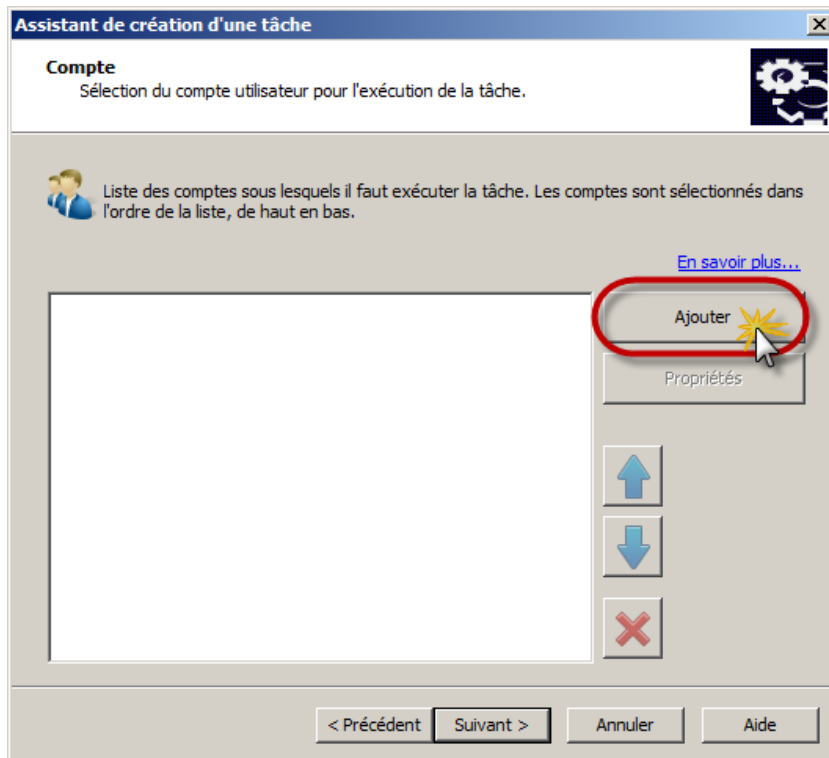 Assistant de création d'une tâche
Compte
Sélection du compte utilisateur pour l'exécution de la tâche.
Liste des comptes sous lesquels il faut exécuter la tâche. Les comptes sont sélectionnés dans
l'ordre de la liste, de haut en bas.
En savoir plus...
Ajouter
Propriétés
< Précédent Suivant > Annuler Aide